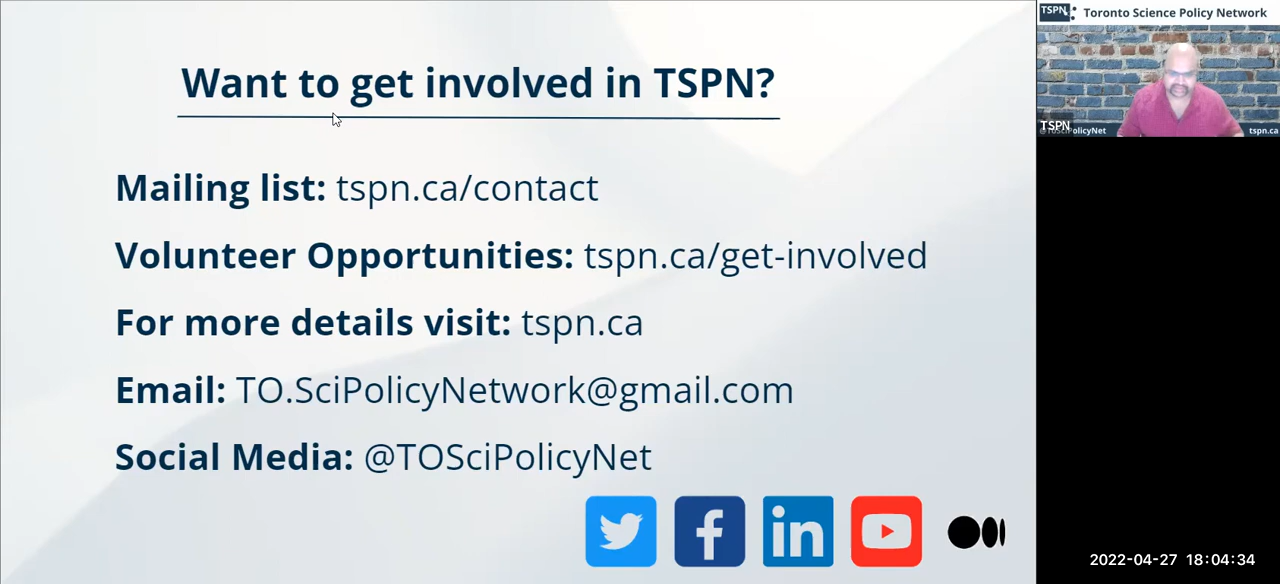 Want to get involved in TSPN?
Mailing list: tspn.ca/contact
Volunteer Opportunities: tspn.ca/get-involved
For more details visit: tspn.ca
Email: TO.SciPolicyNetwork@gmail.com
Social Media: @TOSciPolicyNet
in
TSPN
Toronto Science Policy Network
TSPN
tspn.ca
2022-04-27 18:04:34